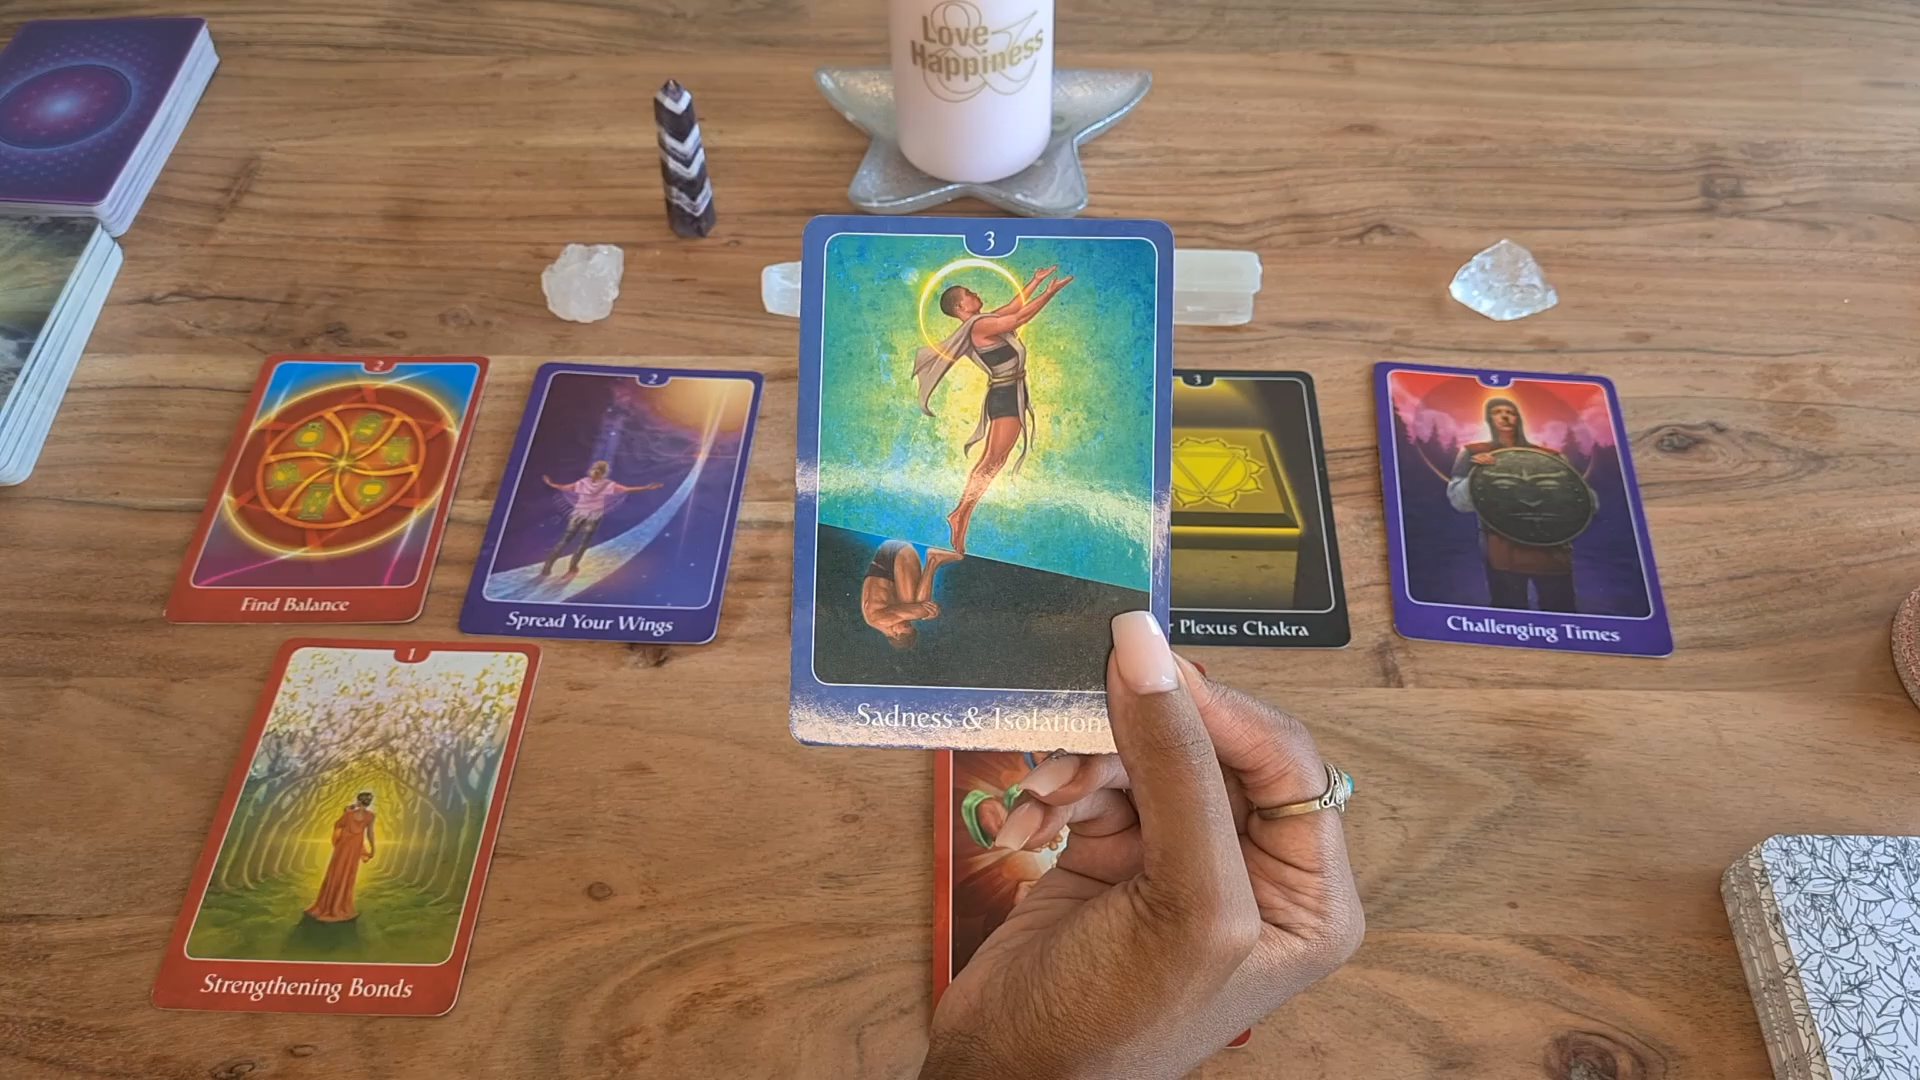 Love
&
Happiness
3
2
2
3
5
Find Balance
Spread Your Wings
Plexus Chakra
Challenging Times
1
Sadness & Isolation
Strengthening Bonds